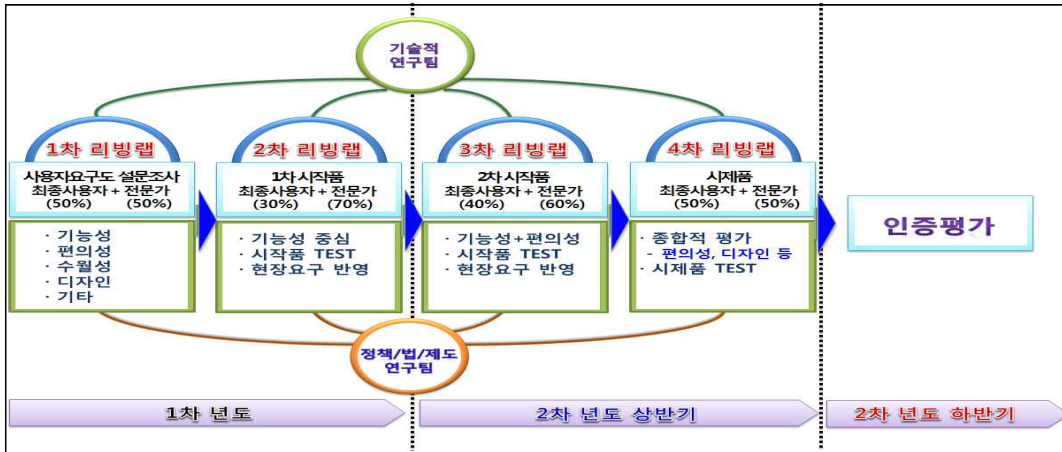 기술적
연구팀
1차 리빙랩
사용자요구도 설문조사
최종사용자 + 전문가
(50%) (50%)
· 기능성
· 편의성
· 수월성
· 디자인
· 기타
2차 리빙랩
1차 시작품
최종사용자 + 전문가
(30%) (70%)
· 기능성 중심
· 시작품 TEST
· 현장요구 반영
3차 리빙랩
2차 시작품
최종사용자 + 전문가
(40%) (60%)
· 기능성+편의성
· 시작품 TEST
· 현장요구 반영
4차 리빙랩
시제품
최종사용자 + 전문가
(50%) (50%)
· 종합적 평가
- 편의성, 디자인 등
· 시제품 TEST
인증평가
정책/법/제도
연구팀
1차 년도
2차 년도 상반기
2차 년도 하반기